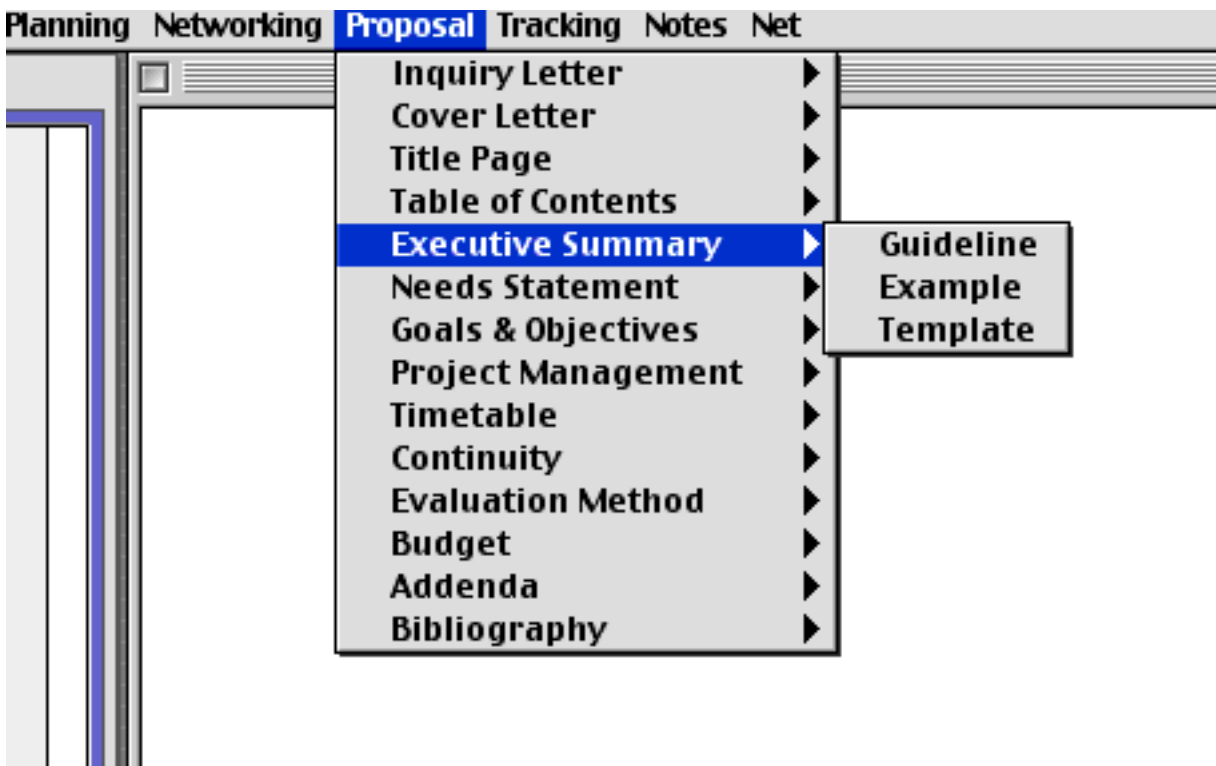 Planning Networking Proposal Tracking Notes Net
Inquiry Letter
Cover Letter
Title Page
Table of Contents
Executive Summary
Guideline
Needs Statement
Example
Goals & Objectives
Template
Project Management
Timetable
Continuity
Evaluation Method
Budget
Addenda
Bibliography